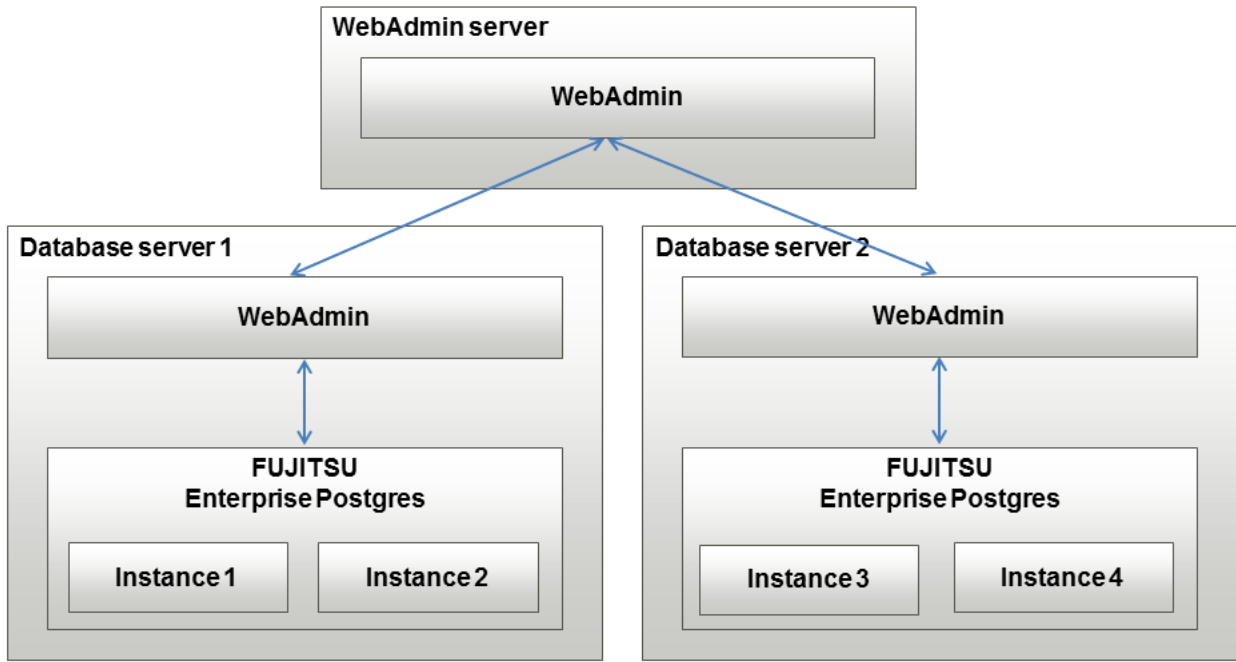 WebAdmin server
WebAdmin
Database server 1
WebAdmin
FUJITSU
Enterprise Postgres
Instance 1
Instance 2
Database server 2
WebAdmin
FUJITSU
Enterprise Postgres
Instance 3
Instance 4